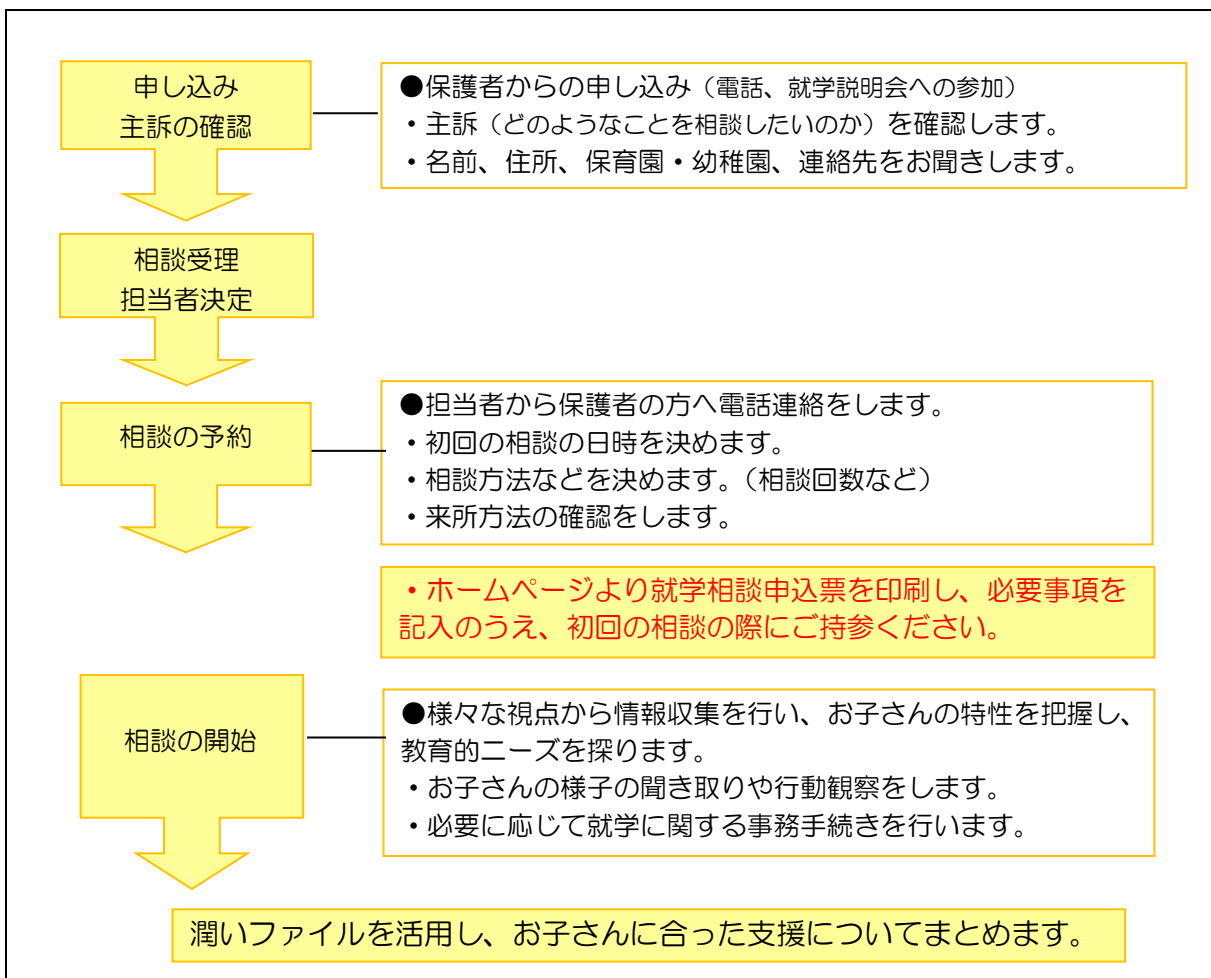 申し込み
主訴の確認
●保護者からの申し込み（電話、就学説明会への参加）
・主訴（どのようなことを相談したいのか）を確認します。
・名前、住所、保育園・幼稚園、連絡先をお聞きします。
相談受理
担当者決定
相談の予約
●担当者から保護者の方へ電話連絡をします。
・初回の相談の日時を決めます。
・相談方法などを決めます。（相談回数など）
・来所方法の確認をします。
・ホームページより就学相談申込票を印刷し、必要事項を
記入のうえ、初回の相談の際にご持参ください。
相談の開始
●様々な視点から情報収集を行い、お子さんの特性を把握し、
教育的ニーズを探ります。
・お子さんの様子の聞き取りや行動観察をします。
・必要に応じて就学に関する事務手続きを行います。
潤いファイルを活用し、お子さんに合った支援についてまとめます。